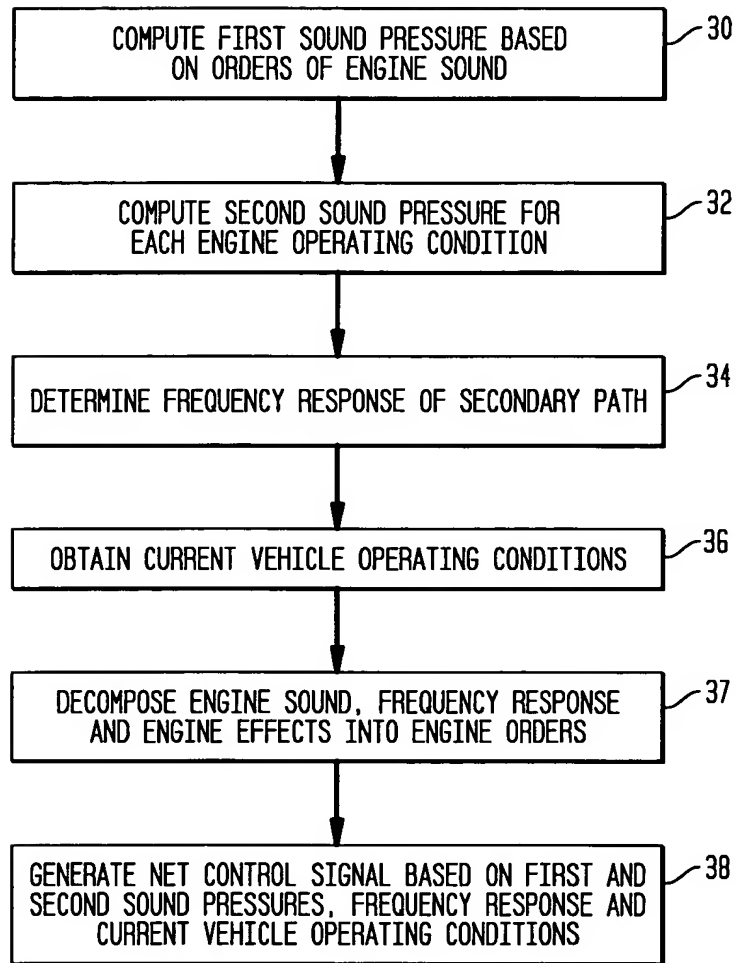 COMPUTE FIRST SOUND PRESSURE BASED
ON ORDERS OF ENGINE SOUND
30
COMPUTE SECOND SOUND PRESSURE FOR
EACH ENGINE OPERATING CONDITION
32
DETERMINE FREQUENCY RESPONSE OF SECONDARY PATH
34
OBTAIN CURRENT VEHICLE OPERATING CONDITIONS
36
DECOMPOSE ENGINE SOUND, FREQUENCY RESPONSE
AND ENGINE EFFECTS INTO ENGINE ORDERS
37
GENERATE NET CONTROL SIGNAL BASED ON FIRST AND
SECOND SOUND PRESSURES, FREQUENCY RESPONSE AND
CURRENT VEHICLE OPERATING CONDITIONS
38